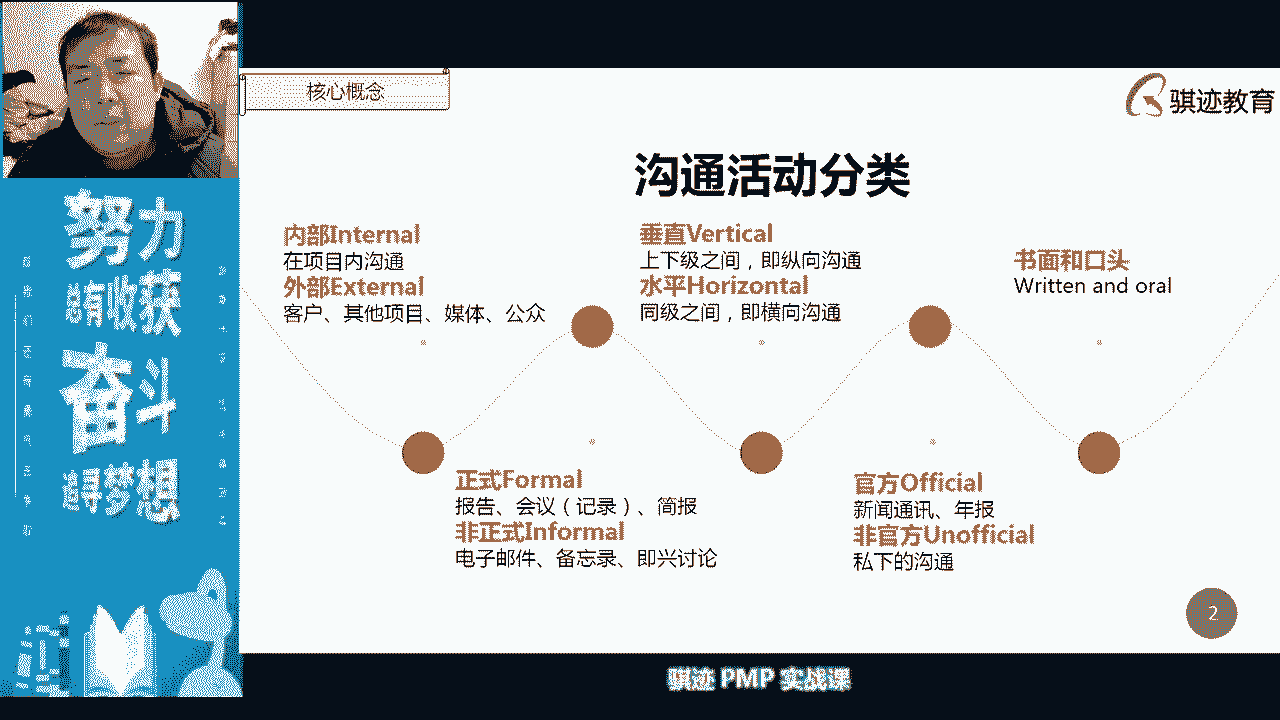 核心概念
骐迹教育
沟通活动分类
内部Internal
在项目内沟通
外部External
客户、其他项目、媒体、公众
垂直Vertical
上下级之间，即纵向沟通
水平Horizontal
同级之间，即横向沟通
书面和口头
Written and oral
正式Formal
报告、会议（记录）、简报
非正式Informal
电子邮件、备忘录、即兴讨论
官方Official
新闻通讯、年报
非官方Unofficial
私下的沟通
努力
总有收获
奋斗
追寻梦想
2
骐迹 PMP 实战课